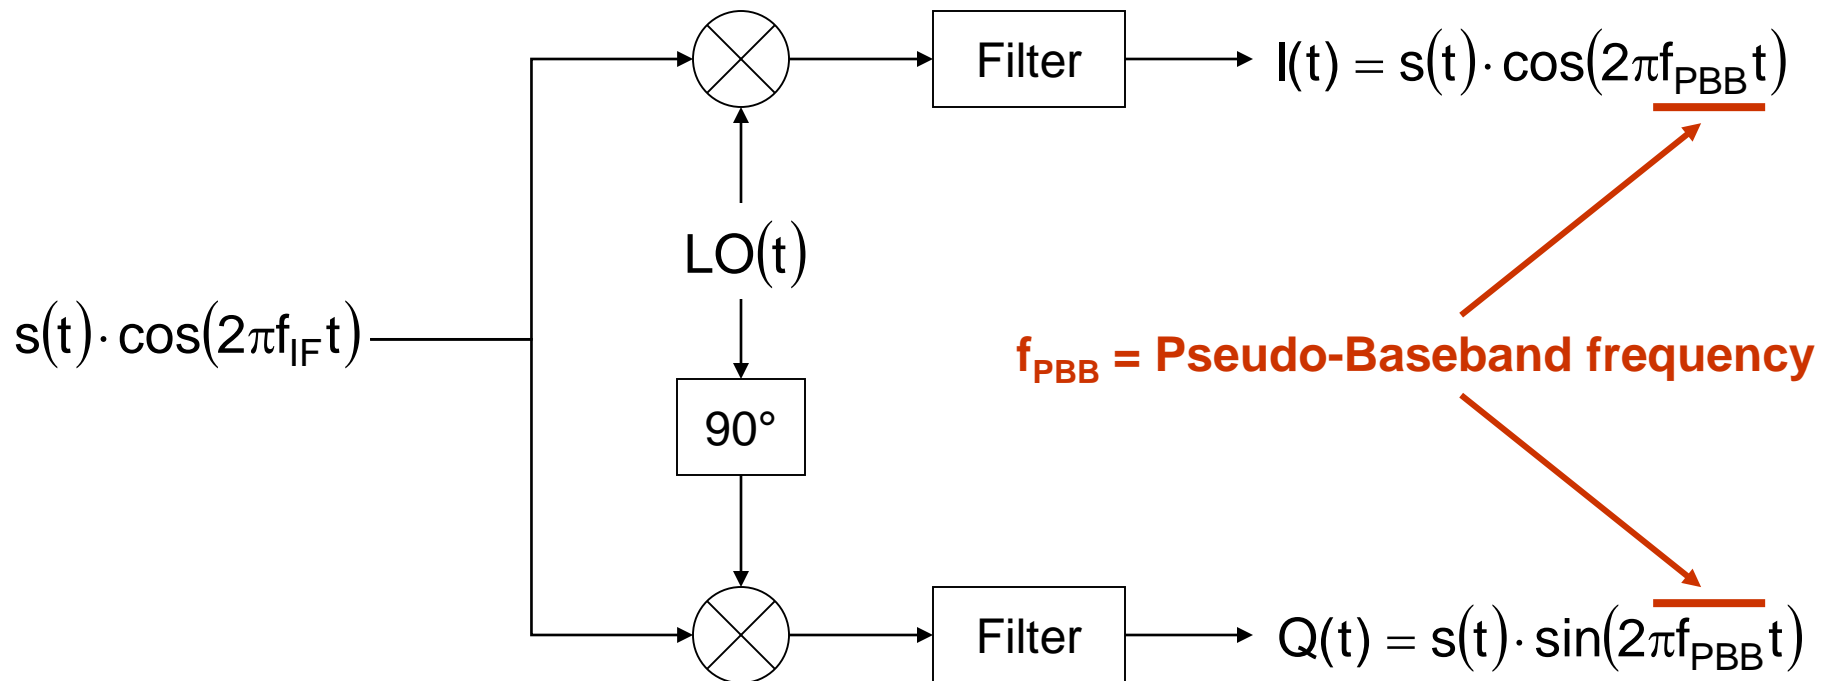 Filter
I(t) = s(t)· cos(2πf_PBB t)
LO(t)
s(t)· cos(2πf_IF t)
f_PBB = Pseudo-Baseband frequency
90°
Filter
Q(t) = s(t)· sin(2πf_PBB t)